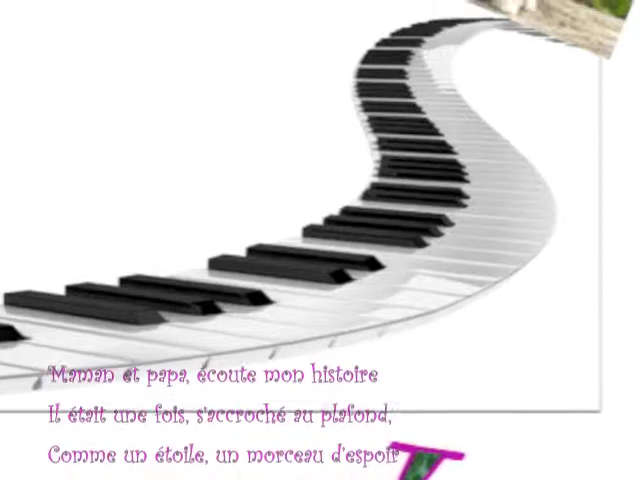 Maman et papa, écoute mon histoire
Il était une fois, s'accroché au plafond,
Comme un étoile, un morceau d'espoir